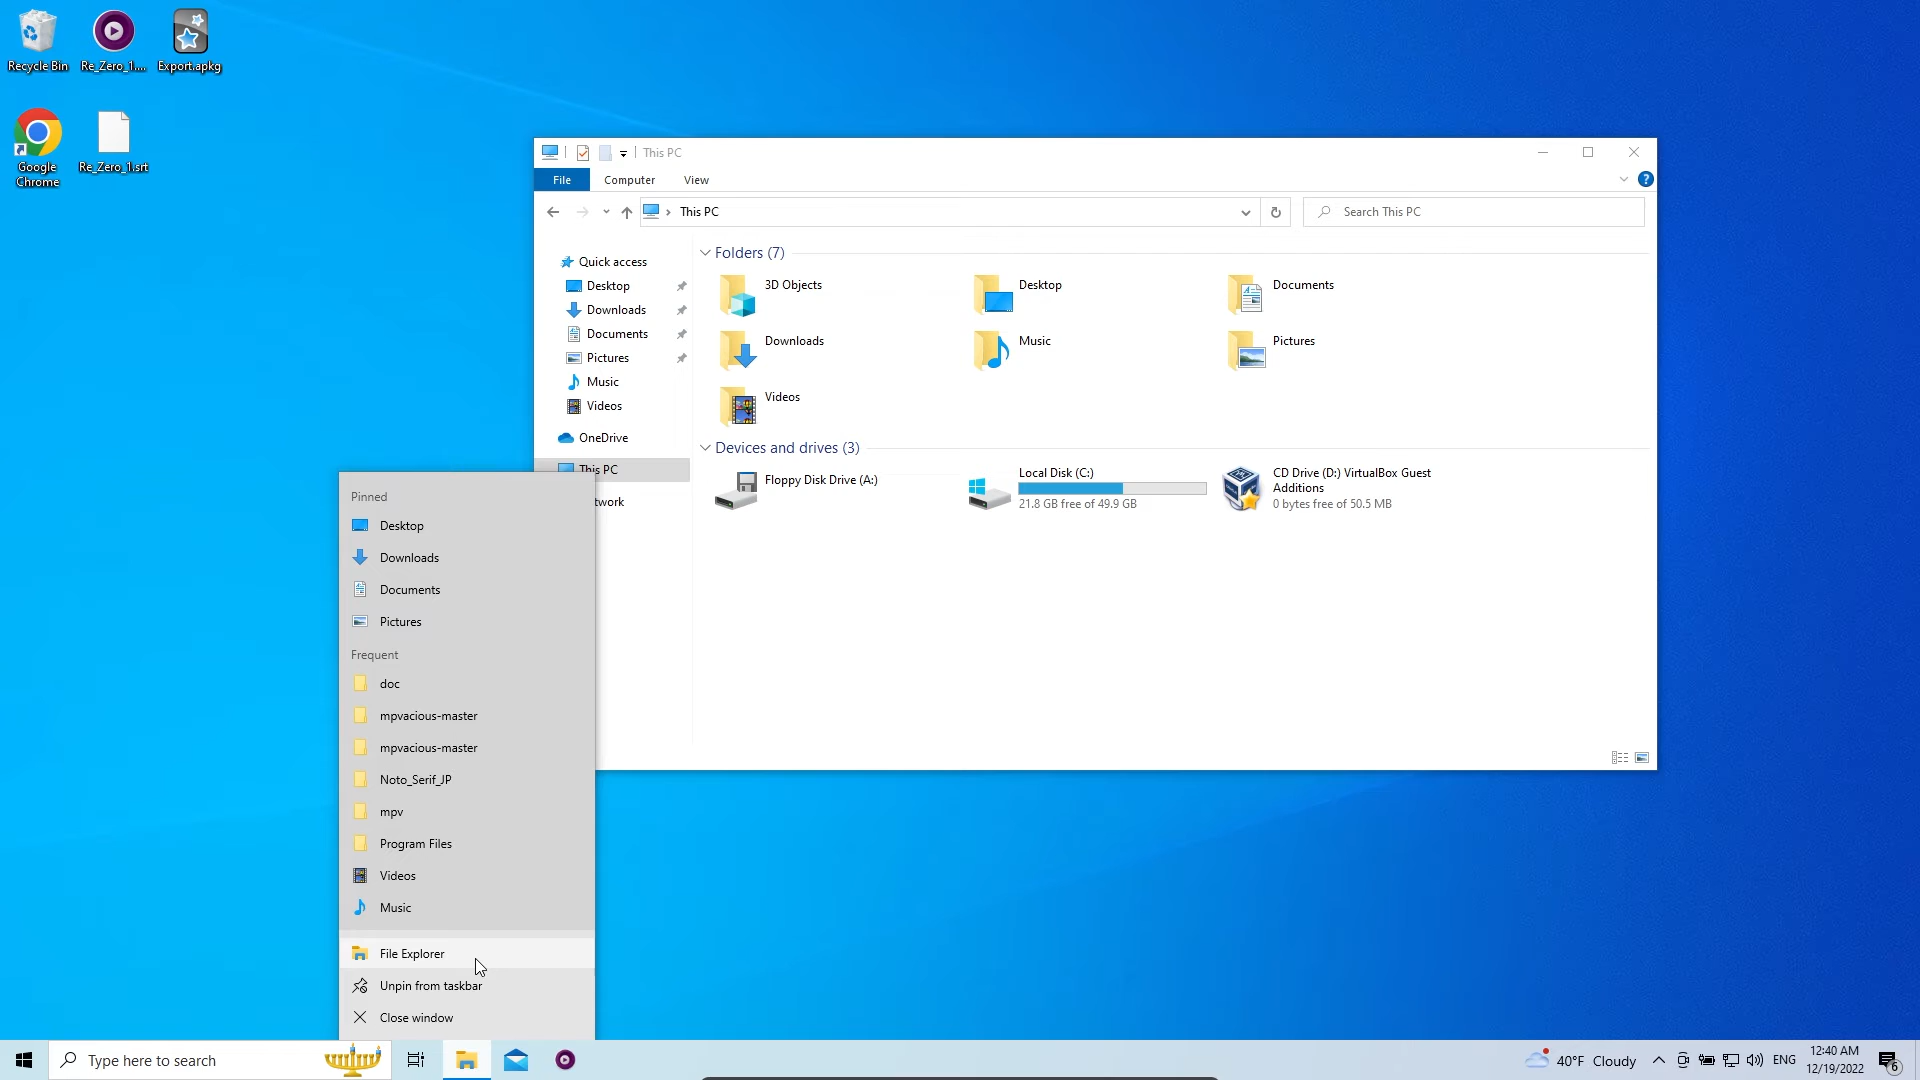 Recycle Bin
Re_Zero_1....
Export.apkg
Google
Chrome
Re_Zero_1.srt
This PC
File
Computer
View
This PC
Search This PC
Quick access
Desktop
Downloads
Documents
Pictures
Music
Videos
OneDrive
This PC
twork
Folders (7)
3D Objects
Desktop
Documents
Downloads
Music
Pictures
Videos
Devices and drives (3)
Floppy Disk Drive (A:)
Local Disk (C:)
21.8 GB free of 49.9 GB
CD Drive (D:) VirtualBox Guest
Additions
0 bytes free of 50.5 MB
Pinned
Desktop
Downloads
Documents
Pictures
Frequent
doc
mpvacious-master
mpvacious-master
Noto_Serif_JP
mpv
Program Files
Videos
Music
File Explorer
Unpin from taskbar
Close window
Type here to search
40°F Cloudy
ENG
12:40 AM
12/19/2022
6